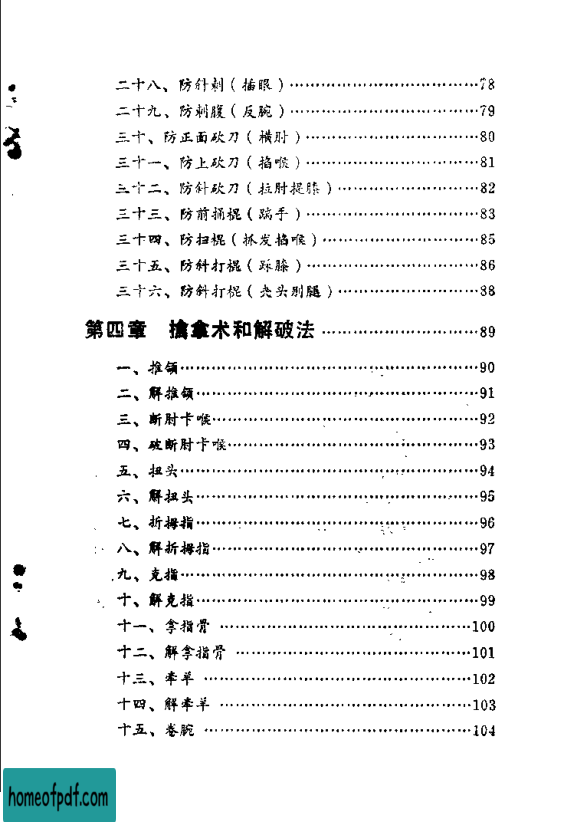 二十八、防针刺（插眼）……………………………78
二十九、防刺腹（反腕）……………………………79
三十、防正面砍刀（横肘）…………………………80
三十一、防上砍刀（掐喉）…………………………81
三十二、防斜砍刀（拉肘提膝）……………………82
三十三、防前捅棍（踹手）…………………………83
三十四、防扫棍（抓发掐喉）………………………85
三十五、防斜打棍（跺膝）…………………………86
三十六、防斜打棍（夹头别腿）……………………88
第四章 擒拿术和解破法……………………………89
一、推颌……………………………………………90
二、解推颌…………………………………………91
三、断肘卡喉………………………………………92
四、破断肘卡喉……………………………………93
五、扭头……………………………………………94
六、解扭头…………………………………………95
七、折拇指…………………………………………96
八、解折拇指………………………………………97
九、克指……………………………………………98
十、解克指…………………………………………99
十一、拿指骨………………………………………100
十二、解拿指骨……………………………………101
十三、牵羊…………………………………………102
十四、解牵羊………………………………………103
十五、卷腕…………………………………………104
homeofpdf.com